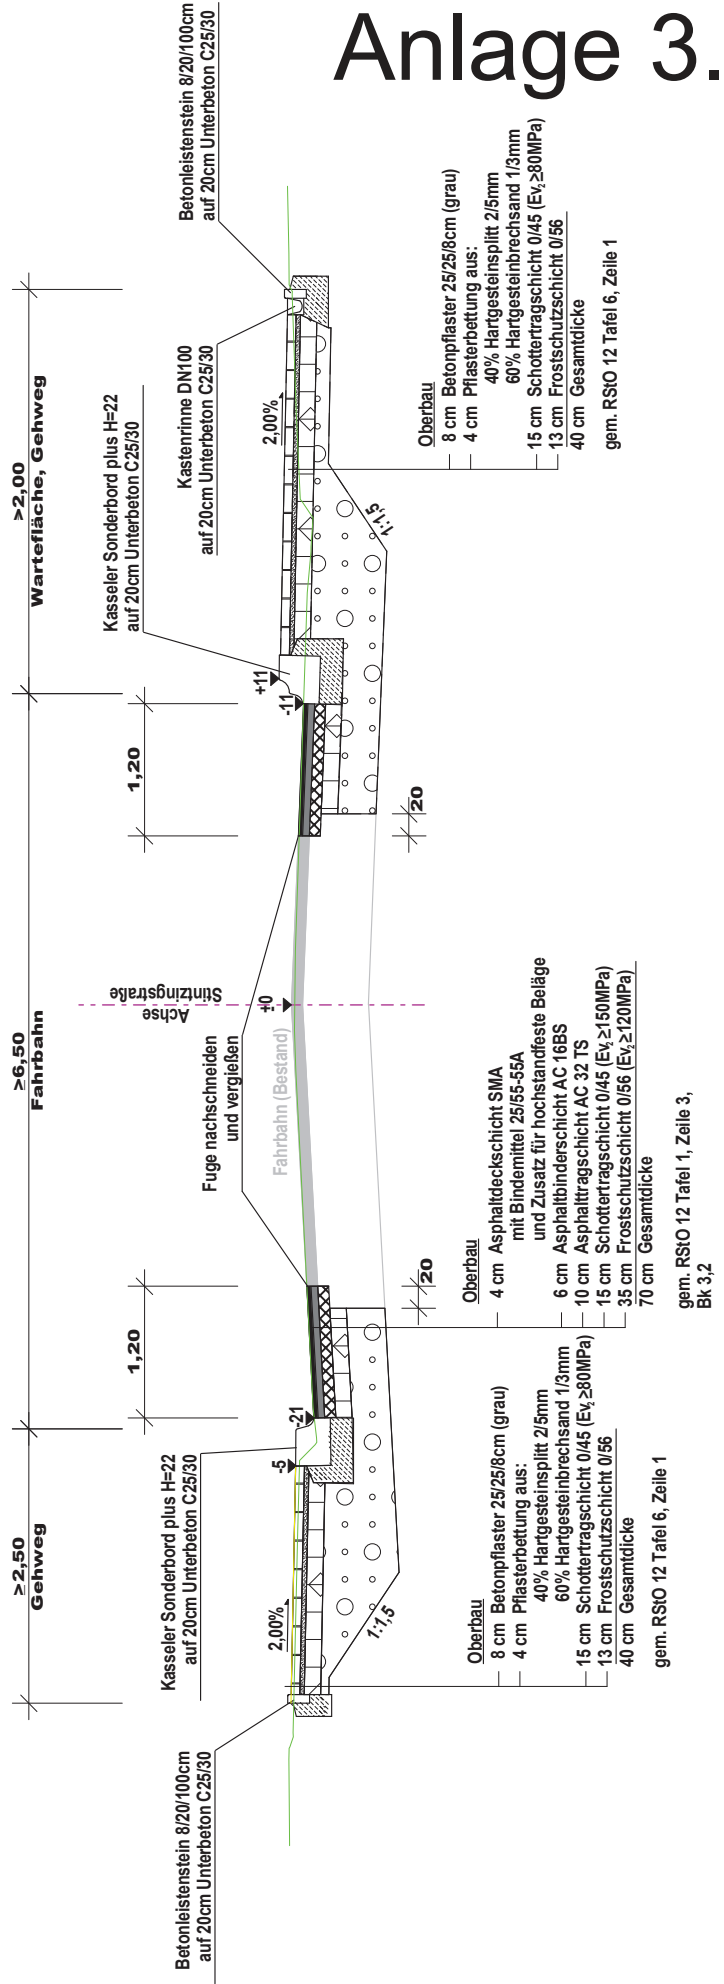 Anlage 3.
≥2,50
Gehweg
≥6,50
Fahrbahn
>2,00
Wartefläche, Gehweg
1,20
1,20
Betonleistenstein 8/20/100cm
auf 20cm Unterbeton C25/30
Kasseler Sonderbord plus H=22
auf 20cm Unterbeton C25/30
Fuge nachschneiden
und vergießen
Achse
Stintzingstraße
Kasseler Sonderbord plus H=22
auf 20cm Unterbeton C25/30
Kastenrinne DN100
auf 20cm Unterbeton C25/30
Betonleistenstein 8/20/100cm
auf 20cm Unterbeton C25/30
2,00%
-5
-21
Fahrbahn (Bestand)
±0
-11
+11
2,00%
1:1,5
20
20
1:1,5
Oberbau
8 cm Betonpflaster 25/25/8cm (grau)
4 cm Pflasterbettung aus:
40% Hartgesteinsplitt 2/5mm
60% Hartgesteinbrechsand 1/3mm
15 cm Schottertragschicht 0/45 (Ev₂≥80MPa)
13 cm Frostschutzschicht 0/56
40 cm Gesamtdicke
gem. RStO 12 Tafel 6, Zeile 1
Oberbau
4 cm Asphaltdeckschicht SMA
mit Bindemittel 25/55-55A
und Zusatz für hochstandfeste Beläge
6 cm Asphaltbinderschicht AC 16BS
10 cm Asphalttragschicht AC 32 TS
15 cm Schottertragschicht 0/45 (Ev₂≥150MPa)
35 cm Frostschutzschicht 0/56 (Ev₂≥120MPa)
70 cm Gesamtdicke
gem. RStO 12 Tafel 1, Zeile 3,
Bk 3,2
Oberbau
8 cm Betonpflaster 25/25/8cm (grau)
4 cm Pflasterbettung aus:
40% Hartgesteinsplitt 2/5mm
60% Hartgesteinbrechsand 1/3mm
15 cm Schottertragschicht 0/45 (Ev₂≥80MPa)
13 cm Frostschutzschicht 0/56
40 cm Gesamtdicke
gem. RStO 12 Tafel 6, Zeile 1